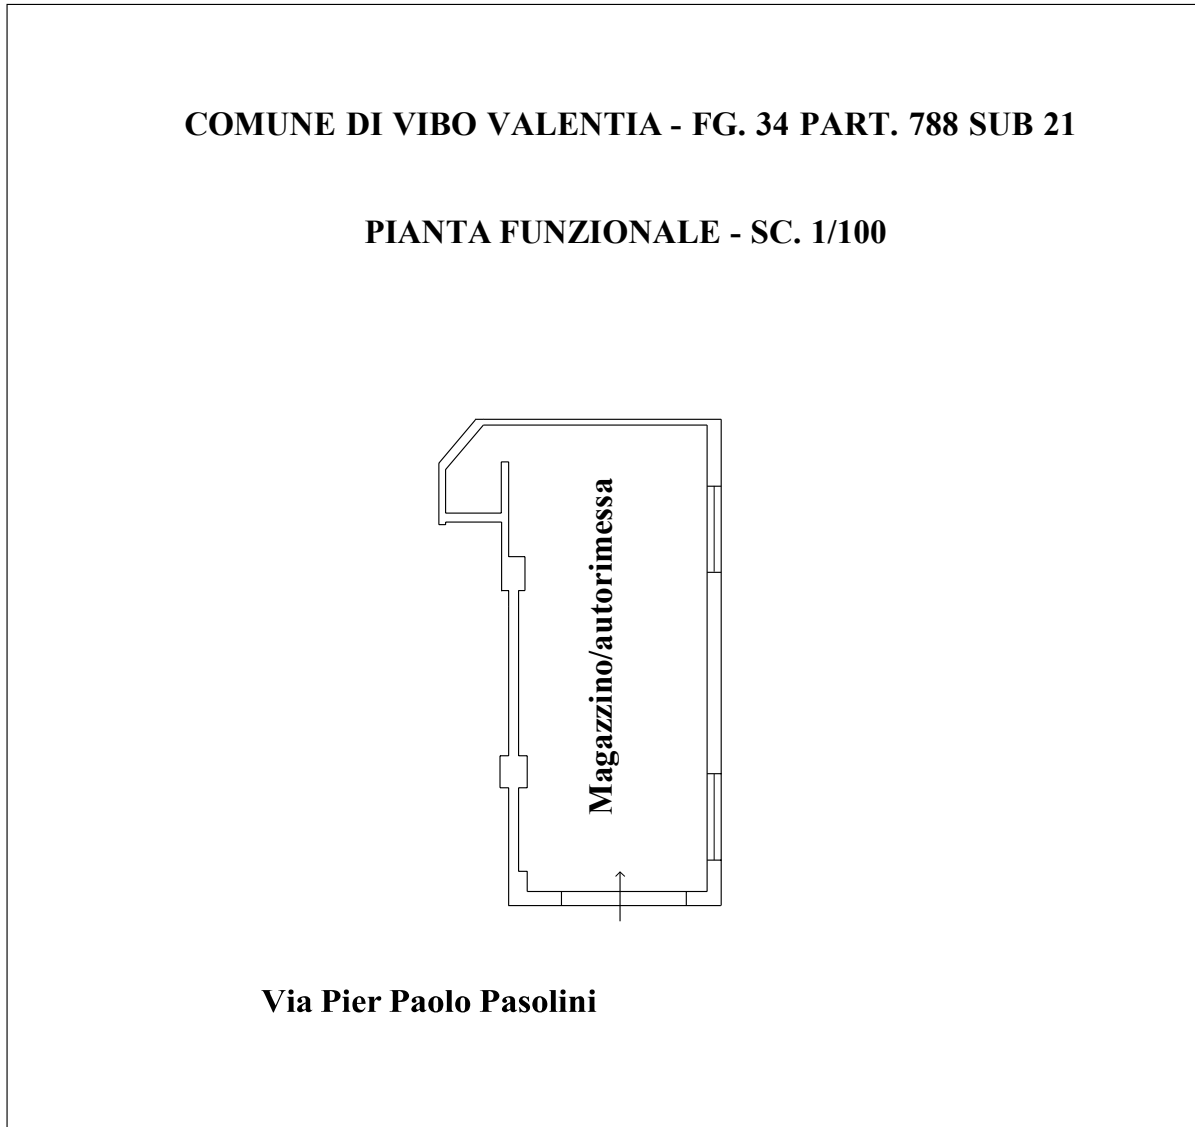 COMUNE DI VIBO VALENTIA - FG. 34 PART. 788 SUB 21
PIANTA FUNZIONALE - SC. 1/100
Magazzino/autorimessa
Via Pier Paolo Pasolini